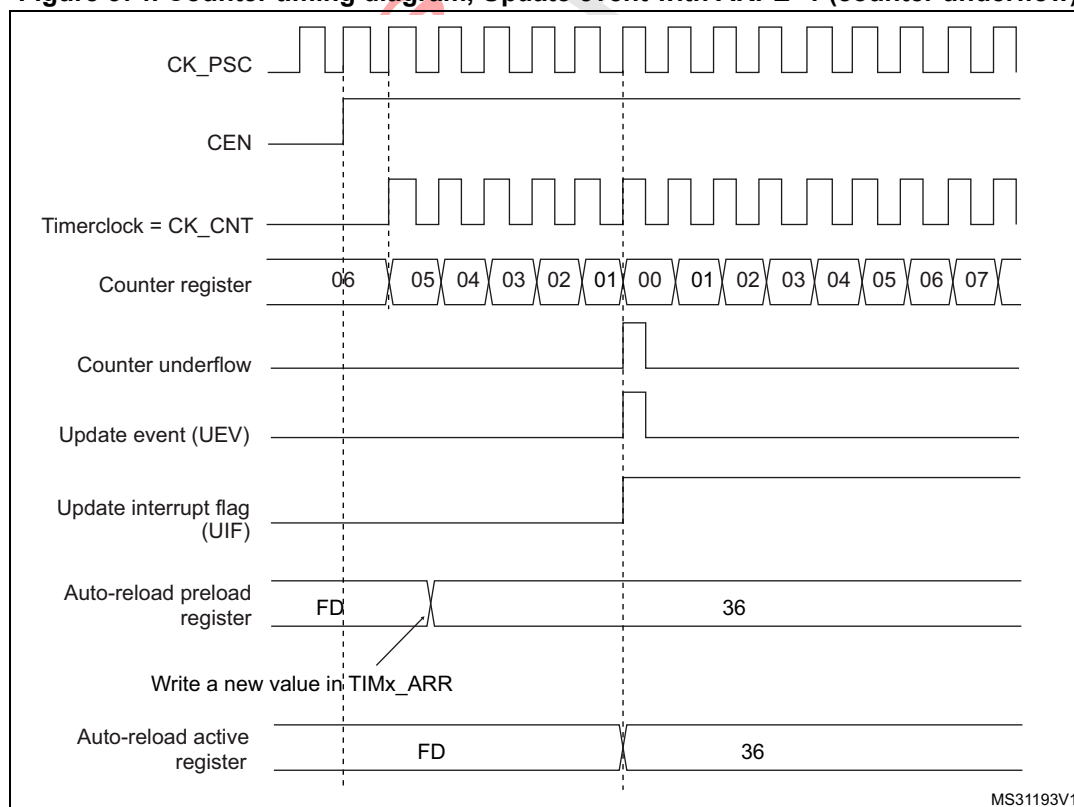 CK_PSC
CEN
Timerclock = CK_CNT
Counter register
06 05 04 03 02 01 00 01 02 03 04 05 06 07
Counter underflow
Update event (UEV)
Update interrupt flag
(UIF)
Auto-reload preload
register
FD 36
Write a new value in TIMx_ARR
Auto-reload active
register
FD 36
MS31193V1